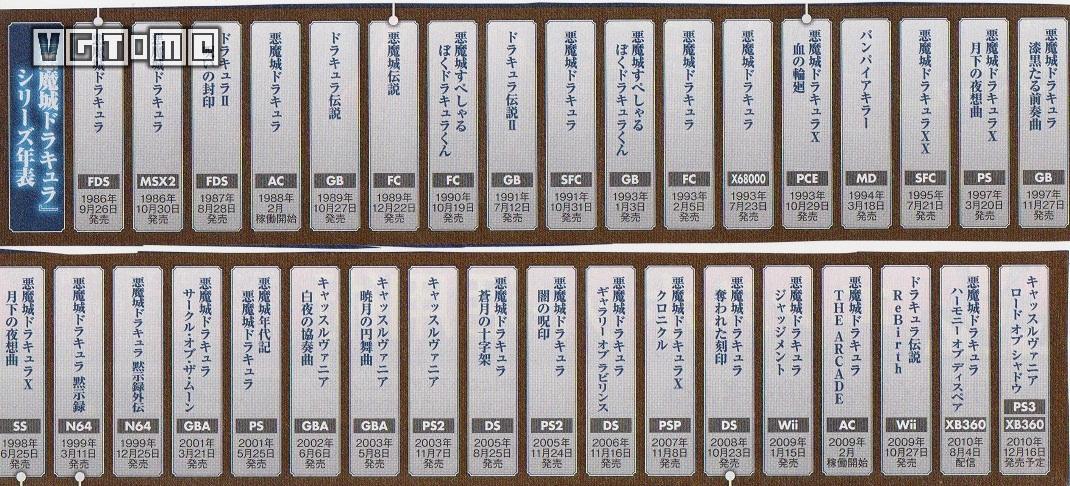 VGTIME
魔城ドラキュラ』
シリーズ年表
ドラキュラ
FDS
1986年
9月26日
発売
ドラキュラ
MSX2
1986年
10月30日
発売
ドラキュラⅡ
の封印
FDS
1987年
8月28日
発売
悪魔城ドラキュラ
AC
1988年
2月
稼働開始
ドラキュラ伝説
GB
1989年
10月27日
発売
悪魔城伝説
FC
1989年
12月22日
発売
悪魔城すぺしゃる
ぼくドラキュラくん
FC
1990年
10月19日
発売
ドラキュラ伝説Ⅱ
GB
1991年
7月12日
発売
悪魔城ドラキュラ
SFC
1991年
10月31日
発売
悪魔城すぺしゃる
ぼくドラキュラくん
GB
1993年
1月3日
発売
悪魔城ドラキュラ
FC
1993年
2月5日
発売
悪魔城ドラキュラ
X68000
1993年
7月23日
発売
悪魔城ドラキュラX
血の輪廻
PCE
1993年
10月29日
発売
バンパイアキラー
MD
1994年
3月18日
発売
悪魔城ドラキュラXX
SFC
1995年
7月21日
発売
悪魔城ドラキュラX
月下の夜想曲
PS
1997年
3月20日
発売
悪魔城ドラキュラ
漆黒たる前奏曲
GB
1997年
11月27日
発売
悪魔城ドラキュラX
月下の夜想曲
SS
1998年
6月25日
発売
悪魔城ドラキュラ 黙示録
N64
1999年
3月11日
発売
悪魔城ドラキュラ 黙示録外伝
N64
1999年
12月25日
発売
悪魔城ドラキュラ
サークル・オブ・ザ・ムーン
GBA
2001年
3月21日
発売
悪魔城年代記
悪魔城ドラキュラ
PS
2001年
5月25日
発売
キャッスルヴァニア
白夜の協奏曲
GBA
2002年
6月6日
発売
キャッスルヴァニア
暁月の円舞曲
GBA
2003年
5月8日
発売
キャッスルヴァニア
PS2
2003年
11月7日
発売
悪魔城ドラキュラ
蒼月の十字架
DS
2005年
8月25日
発売
悪魔城ドラキュラ
闇の呪印
PS2
2005年
11月24日
発売
悪魔城ドラキュラ
ギャラリー オブ ラビリンス
DS
2006年
11月16日
発売
悪魔城ドラキュラX
クロニクル
PSP
2007年
11月8日
発売
悪魔城ドラキュラ
奪われた刻印
DS
2008年
10月23日
発売
悪魔城ドラキュラ
ジャッジメント
Wii
2009年
1月15日
発売
悪魔城ドラキュラ
THE ARCADE
AC
2009年
2月
稼働開始
ドラキュラ伝説
ReBirth
Wii
2009年
10月27日
発売
悪魔城ドラキュラ
ハーモニー オブ ディスペア
XB360
2010年
8月4日
配信
キャッスルヴァニア
ロード オブ シャドウ
PS3
XB360
2010年
12月16日
発売予定